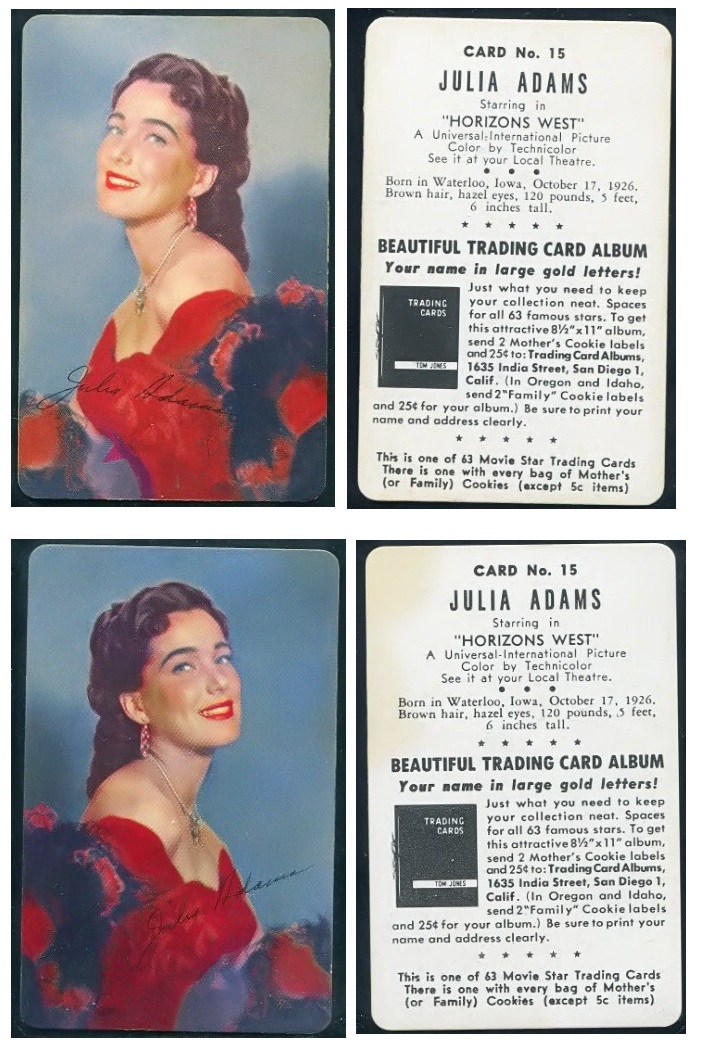 Julia Adams
CARD No. 15
JULIA ADAMS
Starring in
"HORIZONS WEST"
A Universal-International Picture
Color by Technicolor
See it at your Local Theatre.
Born in Waterloo, Iowa, October 17, 1926.
Brown hair, hazel eyes, 120 pounds, 5 feet,
6 inches tall.
BEAUTIFUL TRADING CARD ALBUM
Your name in large gold letters!
TRADING
CARDS
TOM JONES
Just what you need to keep
your collection neat. Spaces
for all 63 famous stars. To get
this attractive 8½"x11" album,
send 2 Mother's Cookie labels
and 25¢ to: Trading Card Albums,
1635 India Street, San Diego 1,
Calif. (In Oregon and Idaho,
send 2 "Family" Cookie labels
and 25¢ for your album.) Be sure to print your
name and address clearly.
This is one of 63 Movie Star Trading Cards
There is one with every bag of Mother's
(or Family) Cookies (except 5c items)
Julia Adams
CARD No. 15
JULIA ADAMS
Starring in
"HORIZONS WEST"
A Universal-International Picture
Color by Technicolor
See it at your Local Theatre.
Born in Waterloo, Iowa, October 17, 1926.
Brown hair, hazel eyes, 120 pounds, 5 feet,
6 inches tall.
BEAUTIFUL TRADING CARD ALBUM
Your name in large gold letters!
TRADING
CARDS
TOM JONES
Just what you need to keep
your collection neat. Spaces
for all 63 famous stars. To get
this attractive 8½"x11" album,
send 2 Mother's Cookie labels
and 25¢ to: Trading Card Albums,
1635 India Street, San Diego 1,
Calif. (In Oregon and Idaho,
send 2 "Family" Cookie labels
and 25¢ for your album.) Be sure to print your
name and address clearly.
This is one of 63 Movie Star Trading Cards
There is one with every bag of Mother's
(or Family) Cookies (except 5c items)